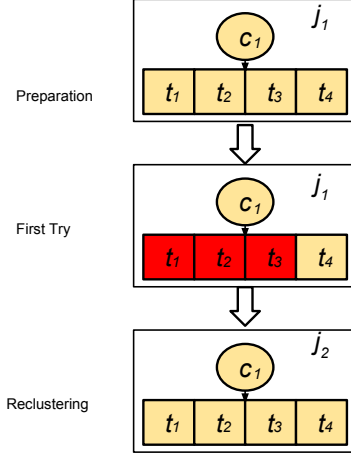 j1
c1
Preparation
t1 t2 t3 t4
j1
c1
First Try
t1 t2 t3 t4
j2
c1
Reclustering
t1 t2 t3 t4